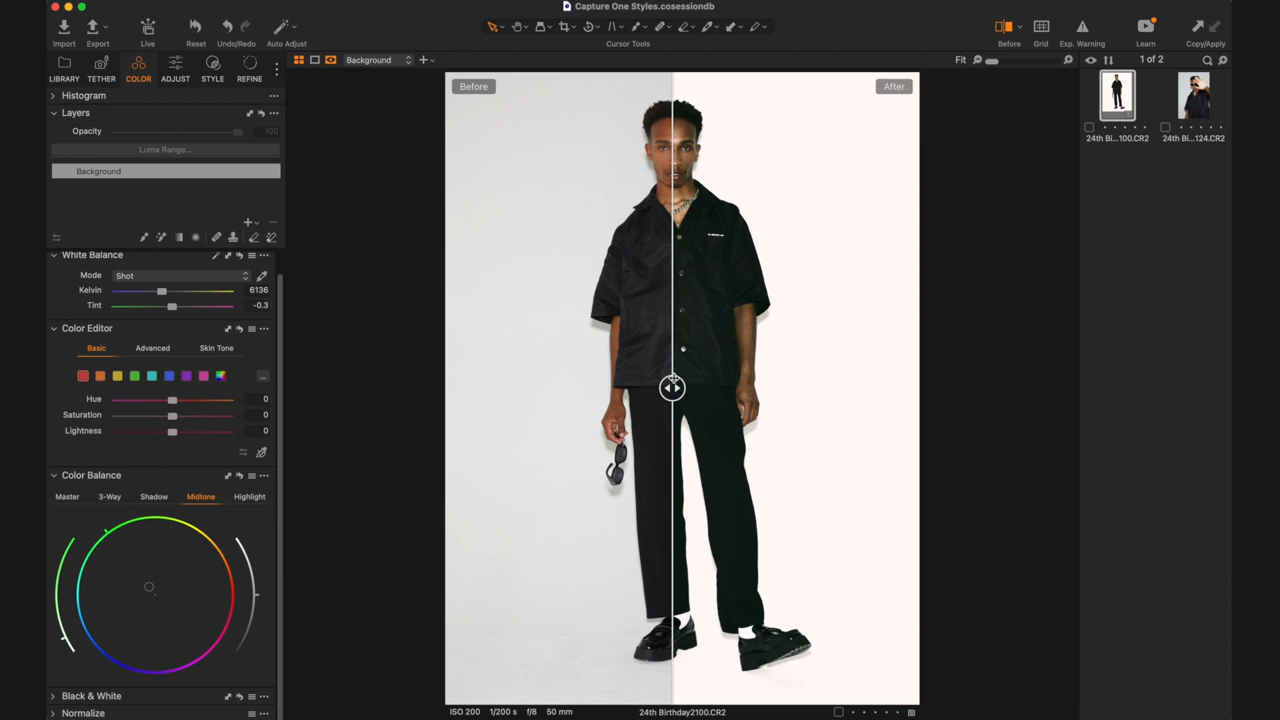 Capture One Styles.cosessiondb
Import Export Live Reset Undo/Redo Auto Adjust Cursor Tools Before Grid Exp. Warning Learn Copy/Apply
LIBRARY TETHER COLOR ADJUST STYLE REFINE
Background
Fit
1 of 2
Histogram
Layers
Opacity 100
Luma Range...
Background
White Balance
Mode Shot
Kelvin 6136
Tint -0.3
Color Editor
Basic Advanced Skin Tone
Hue 0
Saturation 0
Lightness 0
Color Balance
Master 3-Way Shadow Midtone Highlight
Black & White
Normalize
Before
After
ISO 200 1/200 s f/8 50 mm 24th Birthday2100.CR2
24th Bi...100.CR2
24th Bi...124.CR2